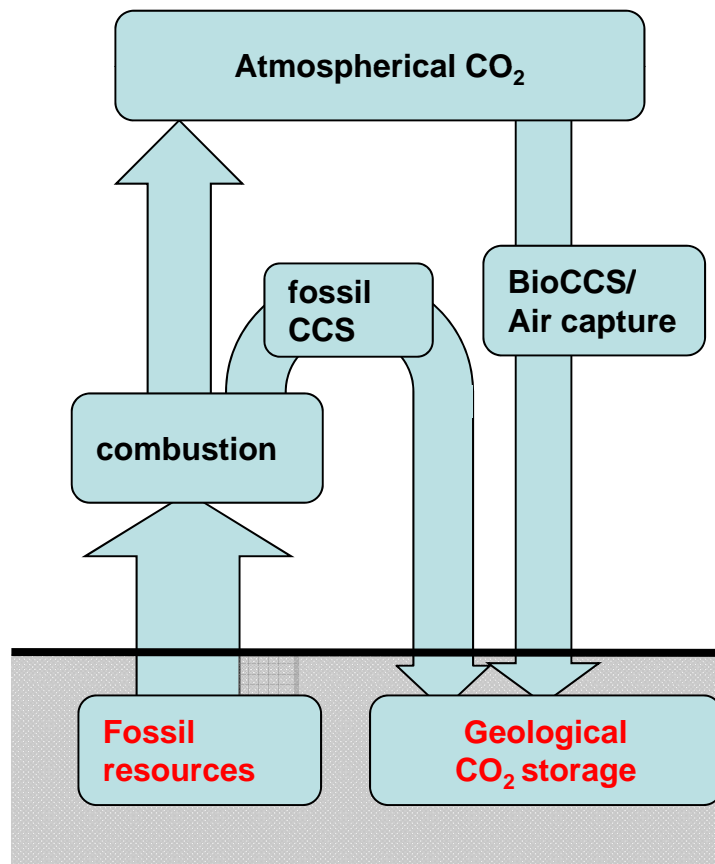 Atmospherical CO₂
fossil
CCS
BioCCS/
Air capture
combustion
Fossil
resources
Geological
CO₂ storage